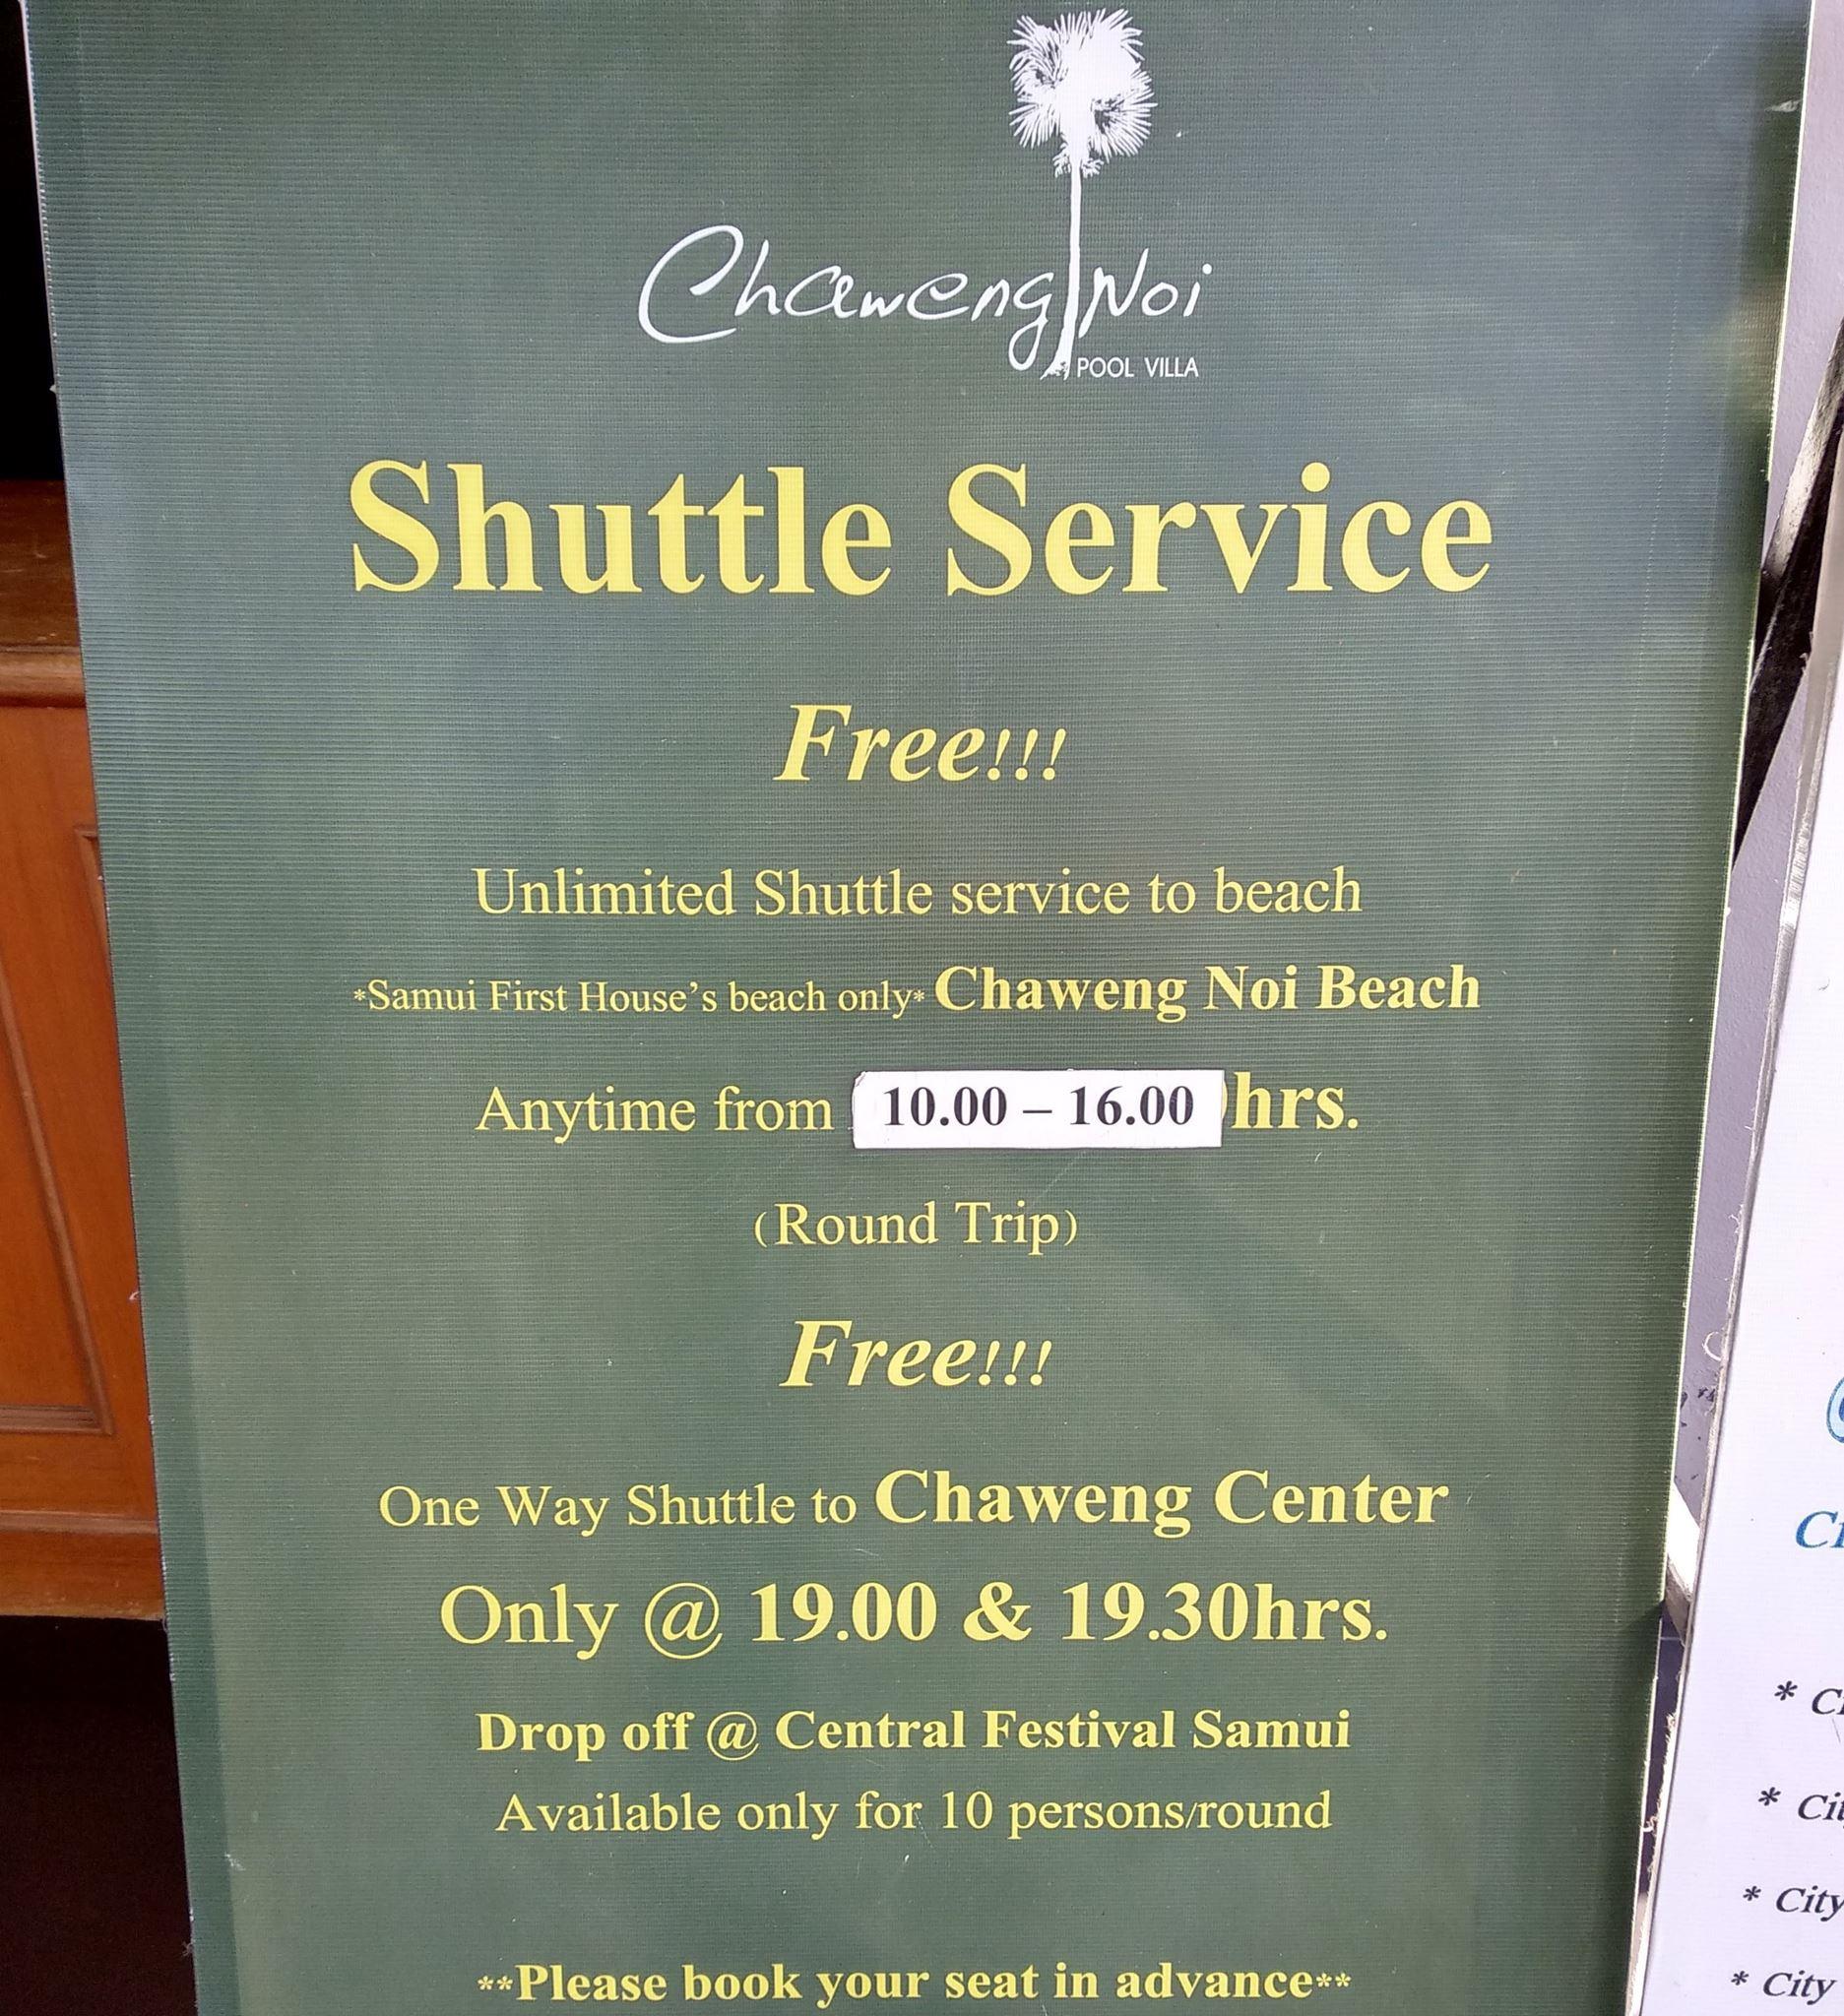 Chaweng Noi
POOL VILLA
Shuttle Service
Free!!!
Unlimited Shuttle service to beach
*Samui First House's beach only* Chaweng Noi Beach
Anytime from 10.00 – 16.00 hrs.
(Round Trip)
Free!!!
One Way Shuttle to Chaweng Center
Only @ 19.00 & 19.30hrs.
Drop off @ Central Festival Samui
Available only for 10 persons/round
**Please book your seat in advance**
* City
* City